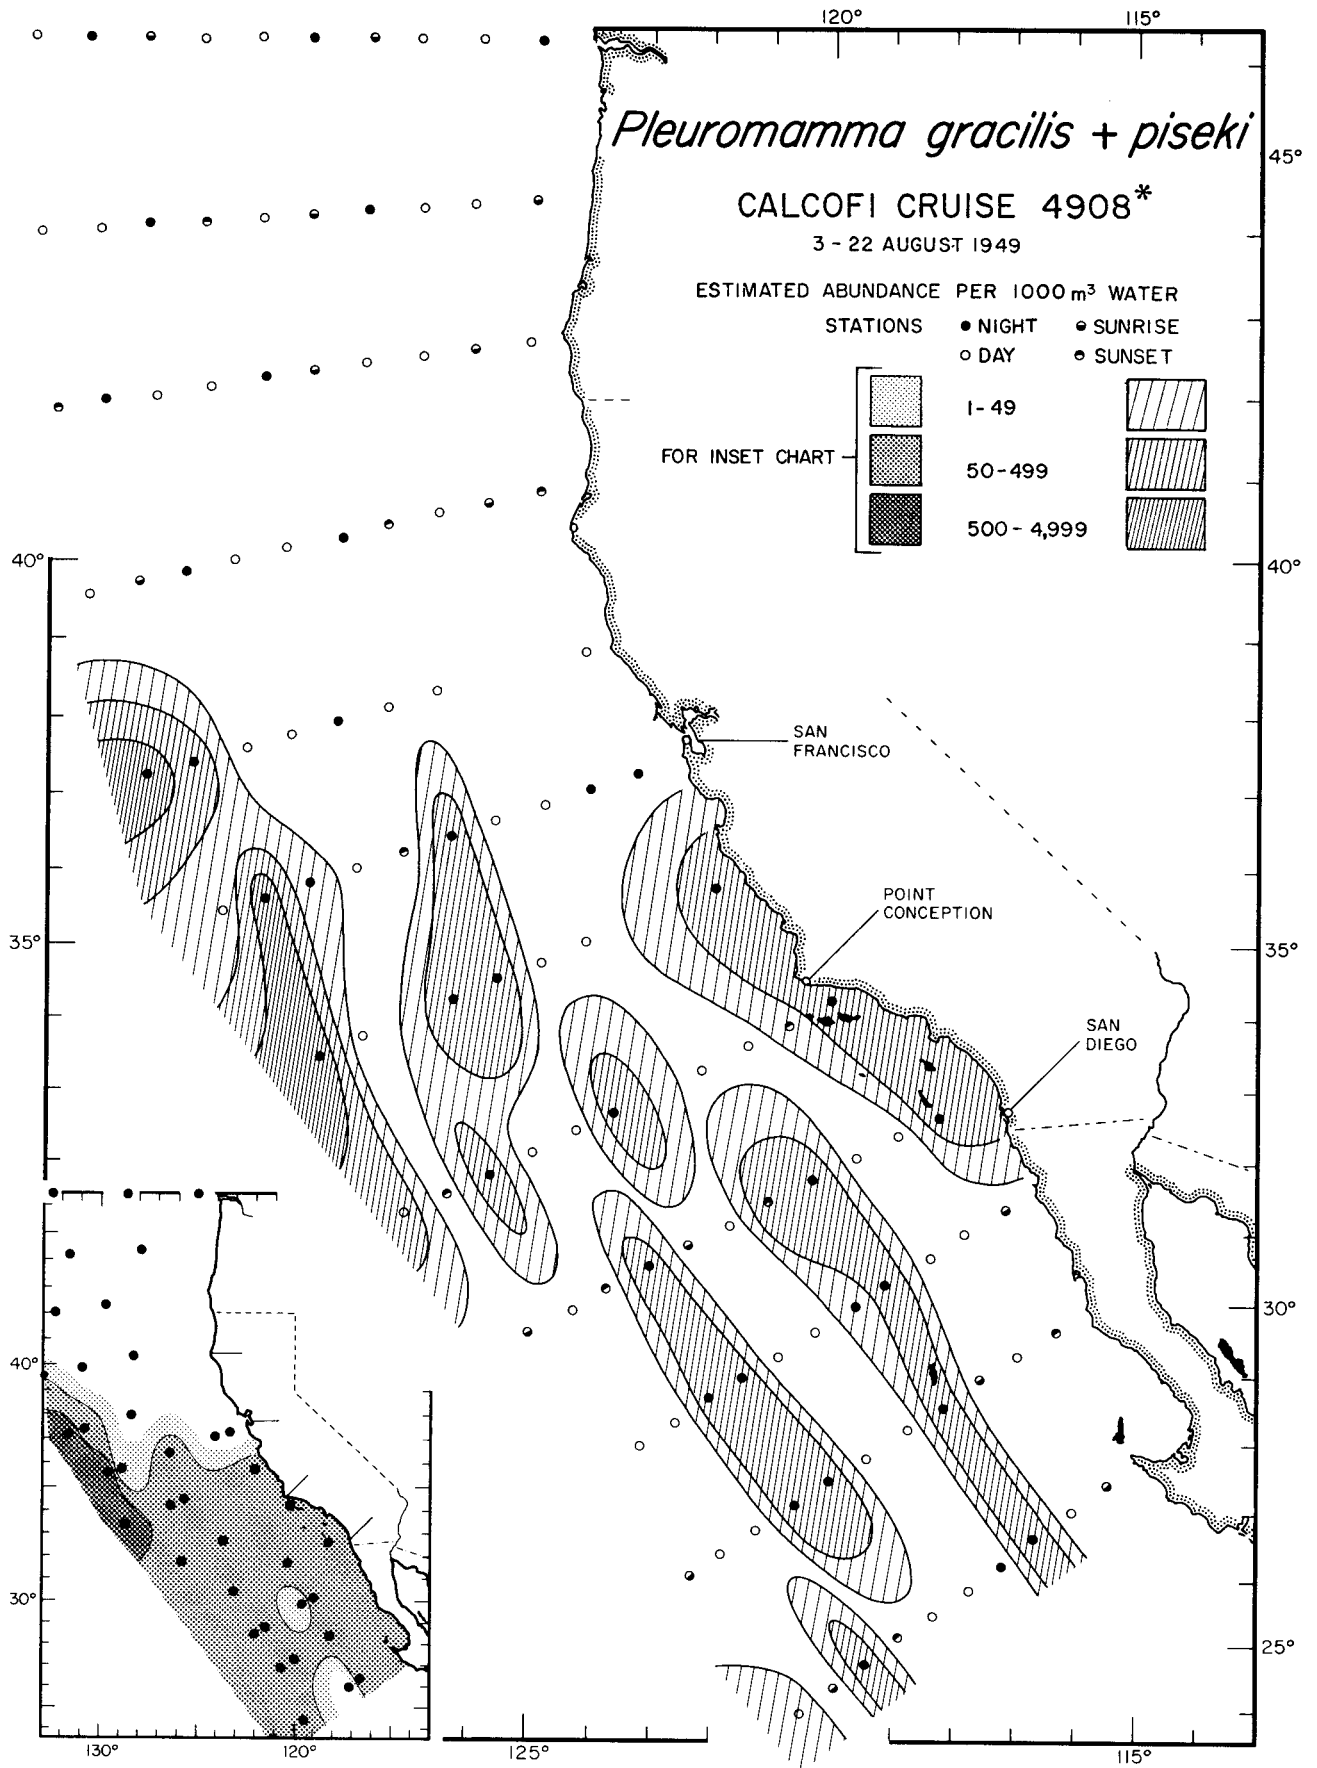 120° 115°
Pleuromamma gracilis + piseki
45°
CALCOFI CRUISE 4908*
3 - 22 AUGUST 1949
ESTIMATED ABUNDANCE PER 1000 m³ WATER
STATIONS ● NIGHT SUNRISE
○ DAY SUNSET
1 - 49
FOR INSET CHART
50 - 499
500 - 4,999
40° 40°
SAN
FRANCISCO
POINT
CONCEPTION
35° 35°
SAN
DIEGO
30°
40°
30°
25°
130° 120° 125° 115°